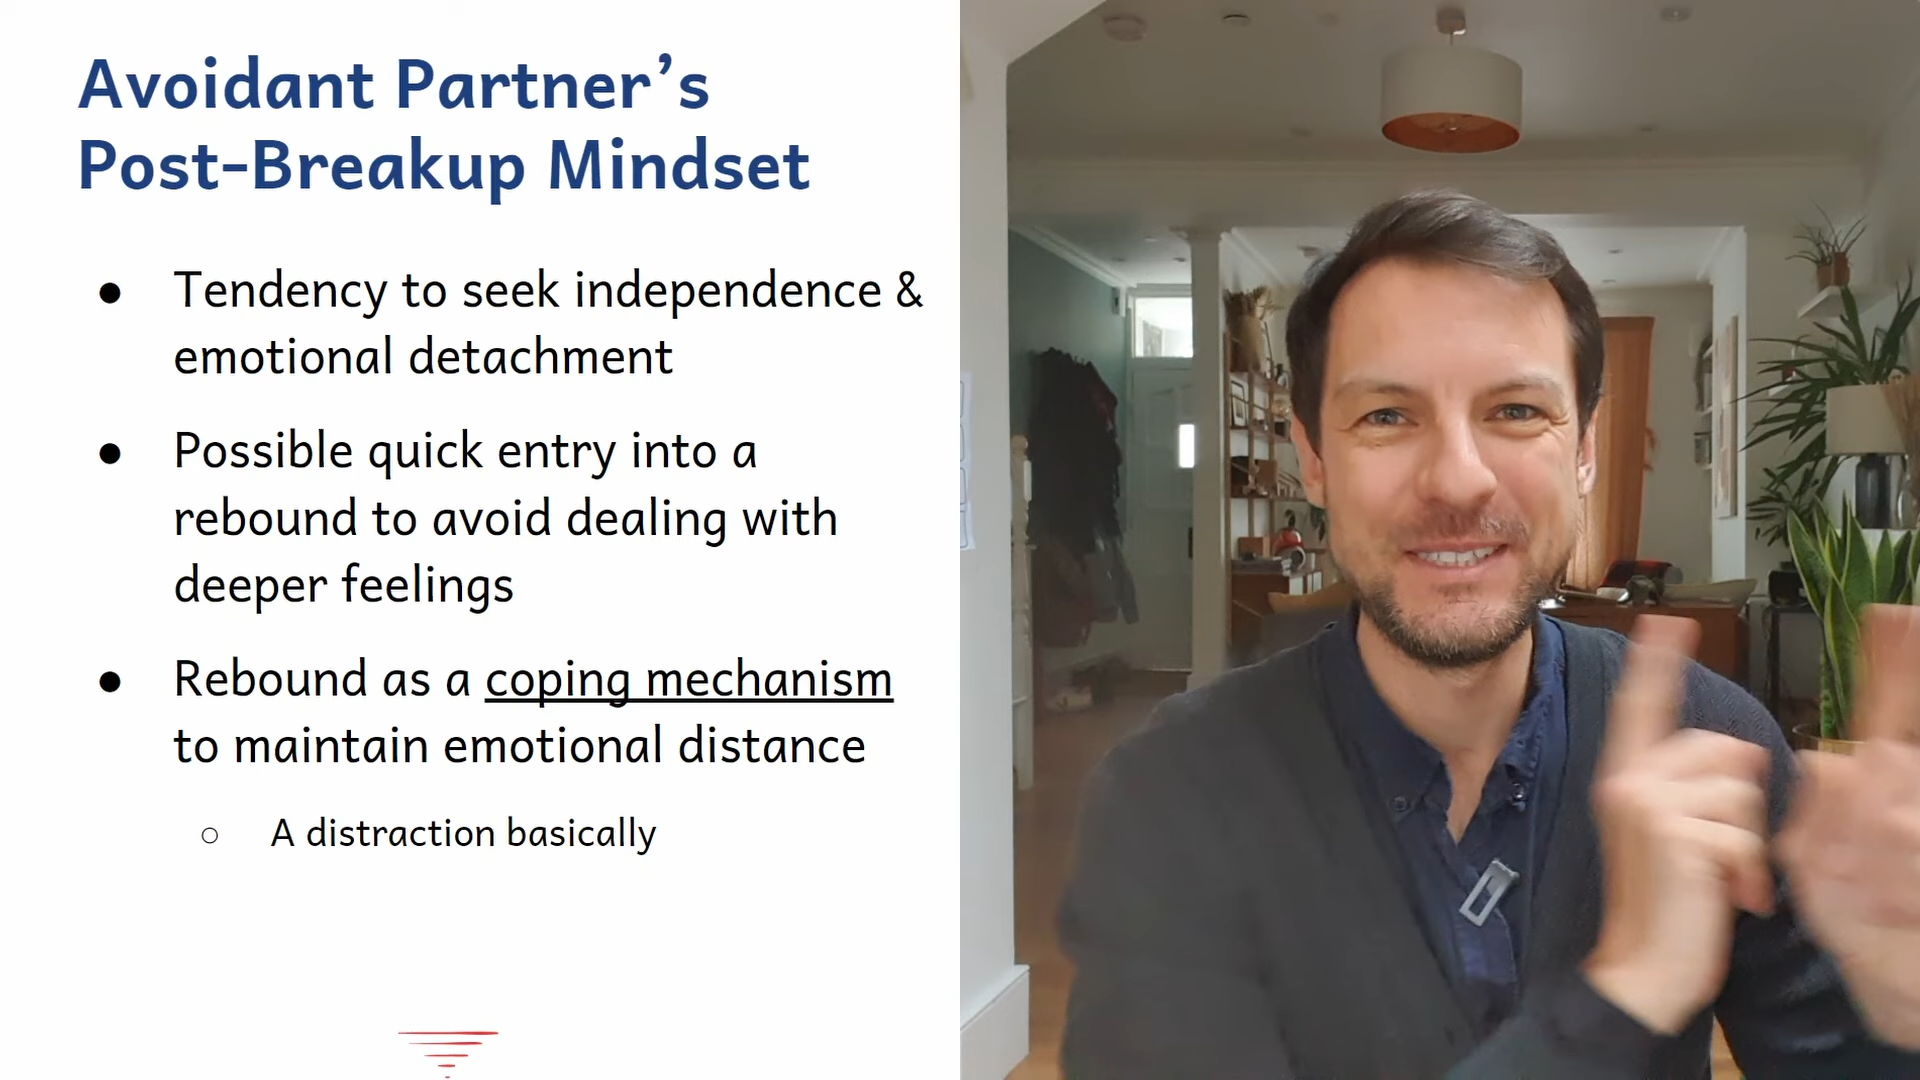 Avoidant Partner’s
Post-Breakup Mindset
● Tendency to seek independence &
emotional detachment
● Possible quick entry into a
rebound to avoid dealing with
deeper feelings
● Rebound as a coping mechanism
to maintain emotional distance
○ A distraction basically